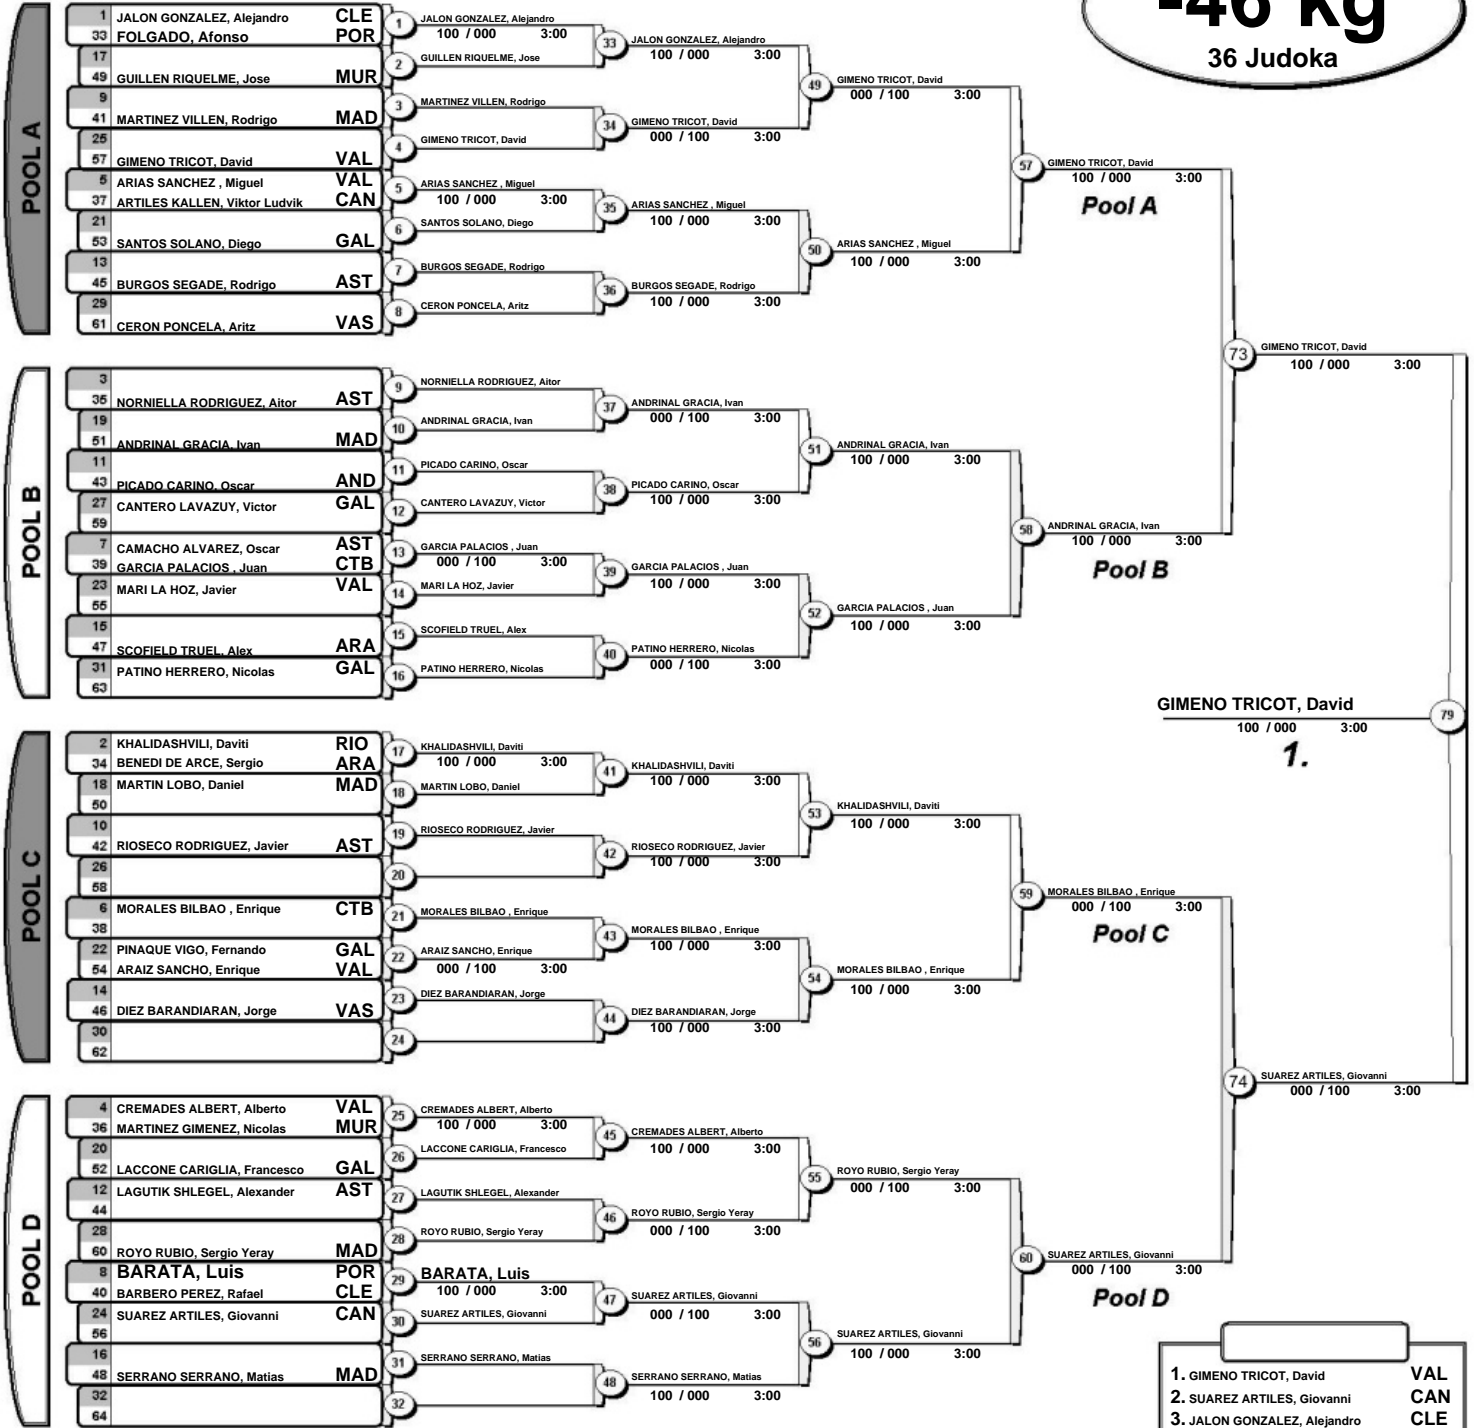 -46 kg
36 Judoka
POOL A
1 JALON GONZALEZ, Alejandro CLE
33 FOLGADO, Afonso POR
17
49 GUILLEN RIQUELME, Jose MUR
9
41 MARTINEZ VILLEN, Rodrigo MAD
25
57 GIMENO TRICOT, David VAL
5 ARIAS SANCHEZ , Miguel VAL
37 ARTILES KALLEN, Viktor Ludvik CAN
21
53 SANTOS SOLANO, Diego GAL
13
45 BURGOS SEGADE, Rodrigo AST
29
61 CERON PONCELA, Aritz VAS
1 JALON GONZALEZ, Alejandro
100 / 000 3:00
2 GUILLEN RIQUELME, Jose
3 MARTINEZ VILLEN, Rodrigo
4 GIMENO TRICOT, David
5 ARIAS SANCHEZ , Miguel
100 / 000 3:00
6 SANTOS SOLANO, Diego
7 BURGOS SEGADE, Rodrigo
8 CERON PONCELA, Aritz
33 JALON GONZALEZ, Alejandro
100 / 000 3:00
34 GIMENO TRICOT, David
000 / 100 3:00
35 ARIAS SANCHEZ , Miguel
100 / 000 3:00
36 BURGOS SEGADE, Rodrigo
100 / 000 3:00
49 GIMENO TRICOT, David
000 / 100 3:00
50 ARIAS SANCHEZ , Miguel
100 / 000 3:00
57 GIMENO TRICOT, David
100 / 000 3:00
Pool A
POOL B
3
35 NORNIELLA RODRIGUEZ, Aitor AST
19
51 ANDRINAL GRACIA, Ivan MAD
11
43 PICADO CARINO, Oscar AND
27 CANTERO LAVAZUY, Victor GAL
59
7 CAMACHO ALVAREZ, Oscar AST
39 GARCIA PALACIOS , Juan CTB
23 MARI LA HOZ, Javier VAL
55
15
47 SCOFIELD TRUEL, Alex ARA
31 PATINO HERRERO, Nicolas GAL
63
9 NORNIELLA RODRIGUEZ, Aitor
10 ANDRINAL GRACIA, Ivan
11 PICADO CARINO, Oscar
12 CANTERO LAVAZUY, Victor
13 GARCIA PALACIOS , Juan
000 / 100 3:00
14 MARI LA HOZ, Javier
15 SCOFIELD TRUEL, Alex
16 PATINO HERRERO, Nicolas
37 ANDRINAL GRACIA, Ivan
000 / 100 3:00
38 PICADO CARINO, Oscar
100 / 000 3:00
39 GARCIA PALACIOS , Juan
100 / 000 3:00
40 PATINO HERRERO, Nicolas
000 / 100 3:00
51 ANDRINAL GRACIA, Ivan
100 / 000 3:00
52 GARCIA PALACIOS , Juan
100 / 000 3:00
58 ANDRINAL GRACIA, Ivan
100 / 000 3:00
Pool B
73 GIMENO TRICOT, David
100 / 000 3:00
GIMENO TRICOT, David 79
100 / 000 3:00
1.
POOL C
2 KHALIDASHVILI, Daviti RIO
34 BENEDI DE ARCE, Sergio ARA
18 MARTIN LOBO, Daniel MAD
50
10
42 RIOSECO RODRIGUEZ, Javier AST
26
58
6 MORALES BILBAO , Enrique CTB
38
22 PINAQUE VIGO, Fernando GAL
54 ARAIZ SANCHO, Enrique VAL
14
46 DIEZ BARANDIARAN, Jorge VAS
30
62
17 KHALIDASHVILI, Daviti
100 / 000 3:00
18 MARTIN LOBO, Daniel
19 RIOSECO RODRIGUEZ, Javier
20
21 MORALES BILBAO , Enrique
22 ARAIZ SANCHO, Enrique
000 / 100 3:00
23 DIEZ BARANDIARAN, Jorge
24
41 KHALIDASHVILI, Daviti
100 / 000 3:00
42 RIOSECO RODRIGUEZ, Javier
100 / 000 3:00
43 MORALES BILBAO , Enrique
100 / 000 3:00
44 DIEZ BARANDIARAN, Jorge
100 / 000 3:00
53 KHALIDASHVILI, Daviti
100 / 000 3:00
54 MORALES BILBAO , Enrique
100 / 000 3:00
59 MORALES BILBAO , Enrique
000 / 100 3:00
Pool C
POOL D
4 CREMADES ALBERT, Alberto VAL
36 MARTINEZ GIMENEZ, Nicolas MUR
20
52 LACCONE CARIGLIA, Francesco GAL
12 LAGUTIK SHLEGEL, Alexander AST
44
28
60 ROYO RUBIO, Sergio Yeray MAD
8 BARATA, Luis POR
40 BARBERO PEREZ, Rafael CLE
24 SUAREZ ARTILES, Giovanni CAN
56
16
48 SERRANO SERRANO, Matias MAD
32
64
25 CREMADES ALBERT, Alberto
100 / 000 3:00
26 LACCONE CARIGLIA, Francesco
27 LAGUTIK SHLEGEL, Alexander
28 ROYO RUBIO, Sergio Yeray
29 BARATA, Luis
100 / 000 3:00
30 SUAREZ ARTILES, Giovanni
31 SERRANO SERRANO, Matias
32
45 CREMADES ALBERT, Alberto
100 / 000 3:00
46 ROYO RUBIO, Sergio Yeray
000 / 100 3:00
47 SUAREZ ARTILES, Giovanni
000 / 100 3:00
48 SERRANO SERRANO, Matias
100 / 000 3:00
55 ROYO RUBIO, Sergio Yeray
000 / 100 3:00
56 SUAREZ ARTILES, Giovanni
100 / 000 3:00
60 SUAREZ ARTILES, Giovanni
000 / 100 3:00
Pool D
74 SUAREZ ARTILES, Giovanni
000 / 100 3:00
1. GIMENO TRICOT, David VAL
2. SUAREZ ARTILES, Giovanni CAN
3. JALON GONZALEZ, Alejandro CLE